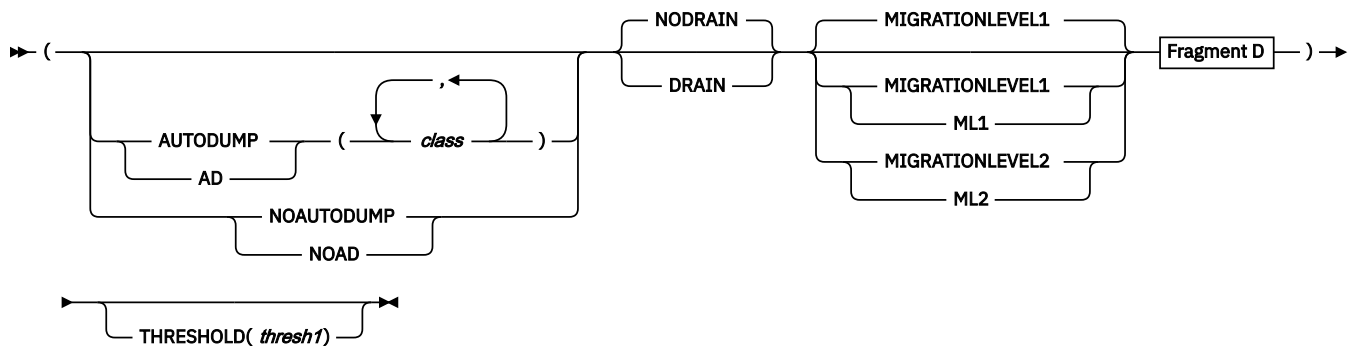 NODRAIN MIGRATIONLEVEL1
( Fragment D )
, DRAIN MIGRATIONLEVEL1
ML1
AUTODUMP ( class )
AD MIGRATIONLEVEL2
ML2
NOAUTODUMP
NOAD
THRESHOLD( thresh1)